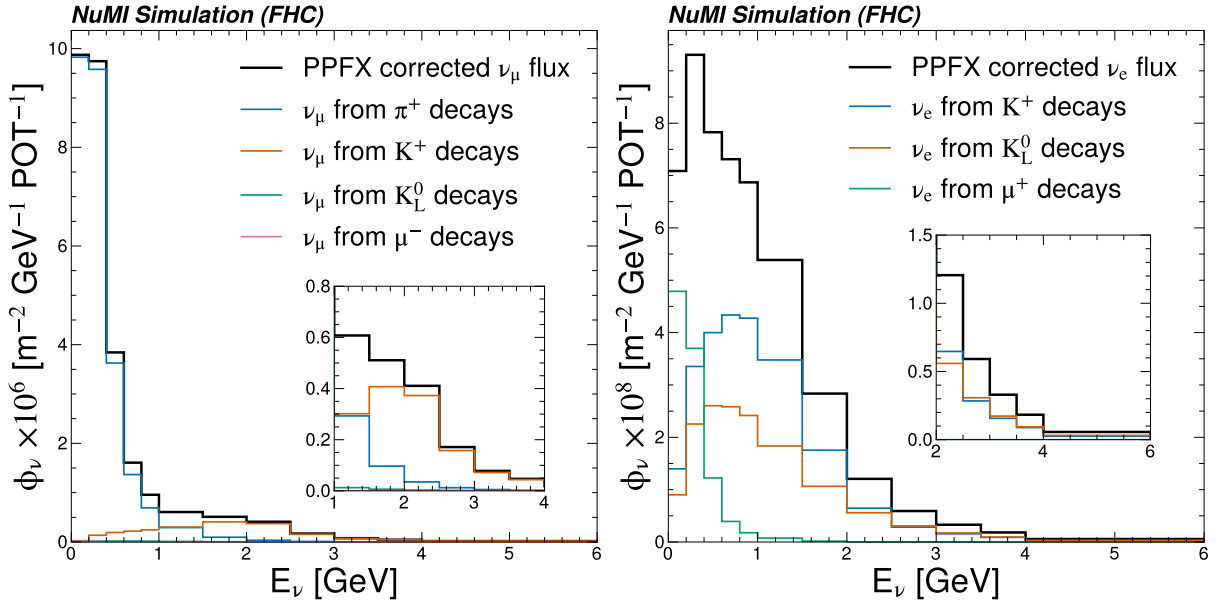 NuMI Simulation (FHC)
PPFX corrected νμ flux
νμ from π⁺ decays
νμ from K⁺ decays
νμ from K⁰L decays
νμ from μ⁻ decays
ϕν ×10⁶ [m⁻² GeV⁻¹ POT⁻¹]
10
8
6
4
2
0
0.8
0.6
0.4
0.2
0.0
1 2 3 4
0 1 2 3 4 5 6
Eν [GeV]
NuMI Simulation (FHC)
PPFX corrected νe flux
νe from K⁺ decays
νe from K⁰L decays
νe from μ⁺ decays
ϕν ×10⁸ [m⁻² GeV⁻¹ POT⁻¹]
8
6
4
2
0
1.5
1.0
0.5
0.0
2 4 6
0 1 2 3 4 5 6
Eν [GeV]